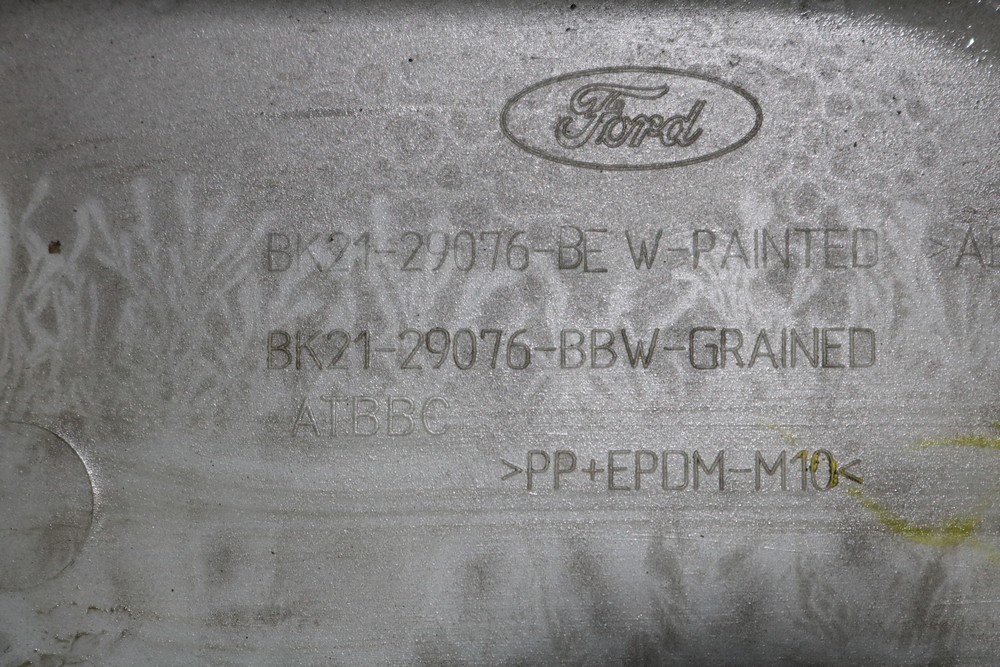 Ford
BK21-29076-BE W-PAINTED
BK21-29076-BBW-GRAINED
ATBBC
>PP+EPDM-M10<